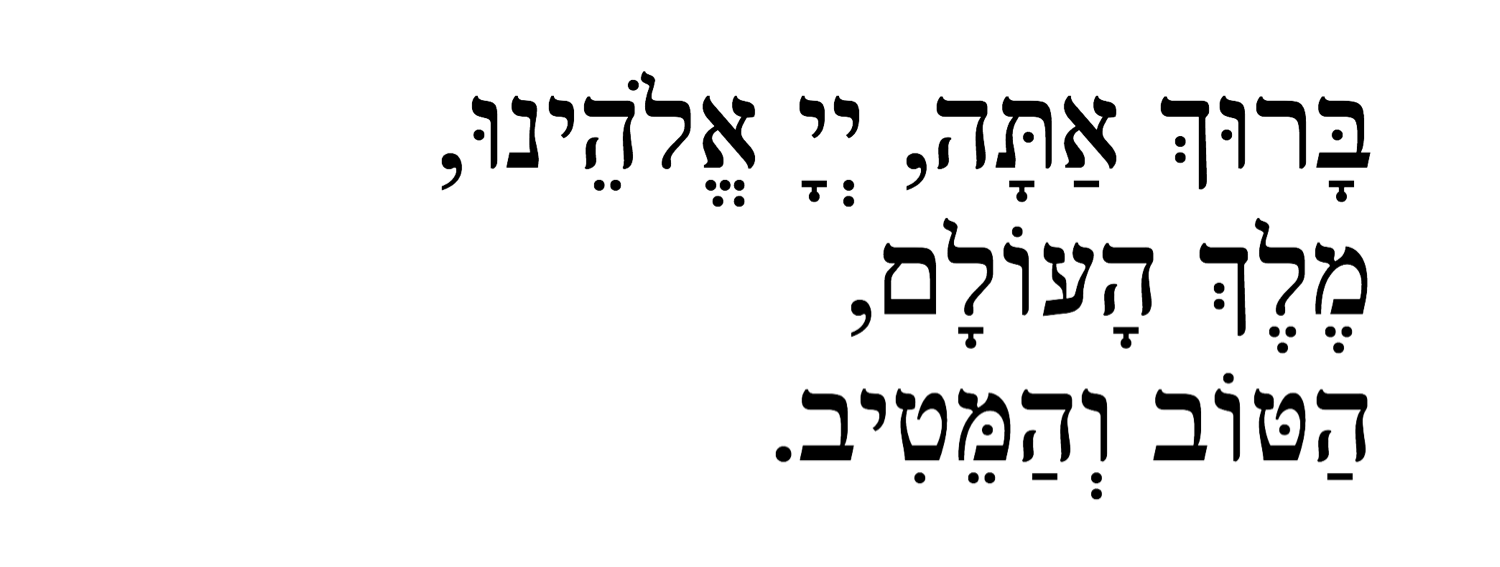 בָּרוּךְ אַתָּה, יְיָ אֱלֹהֵינוּ,
מֶלֶךְ הָעוֹלָם,
הַטּוֹב וְהַמֵּטִיב.